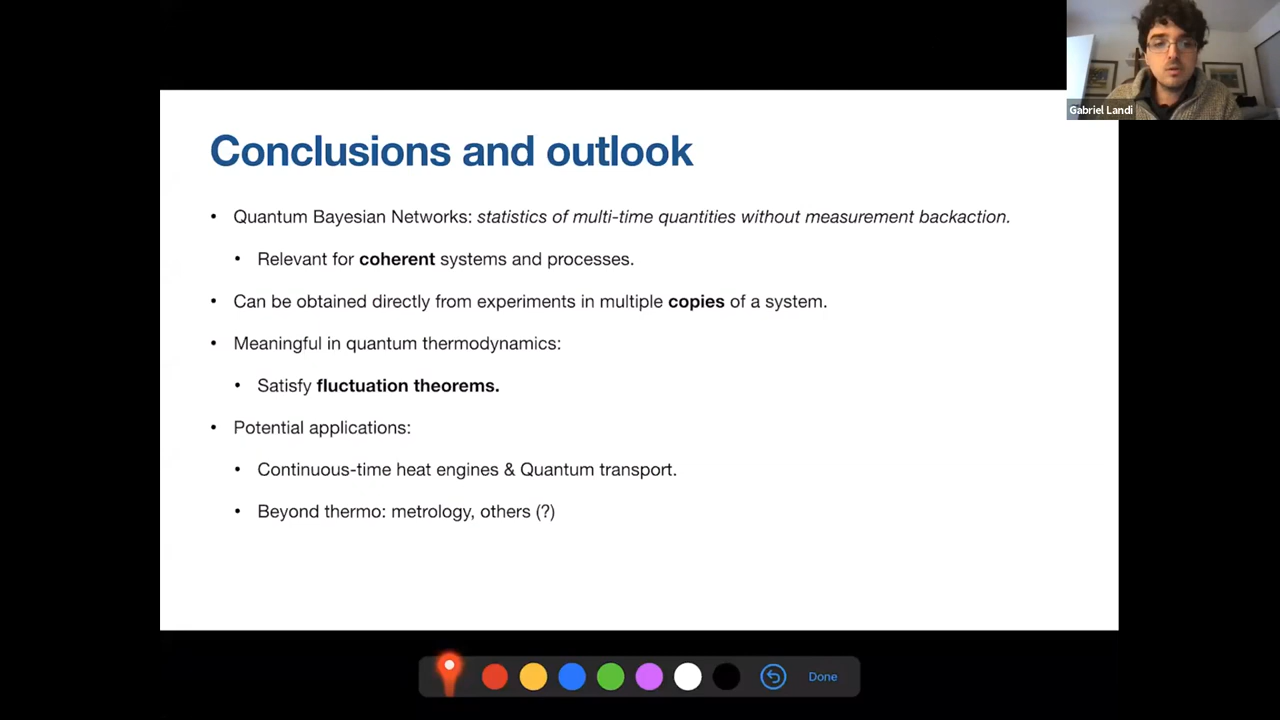 Gabriel Landi
Conclusions and outlook
• Quantum Bayesian Networks: statistics of multi-time quantities without measurement backaction.
• Relevant for coherent systems and processes.
• Can be obtained directly from experiments in multiple copies of a system.
• Meaningful in quantum thermodynamics:
• Satisfy fluctuation theorems.
• Potential applications:
• Continuous-time heat engines & Quantum transport.
• Beyond thermo: metrology, others (?)
Done